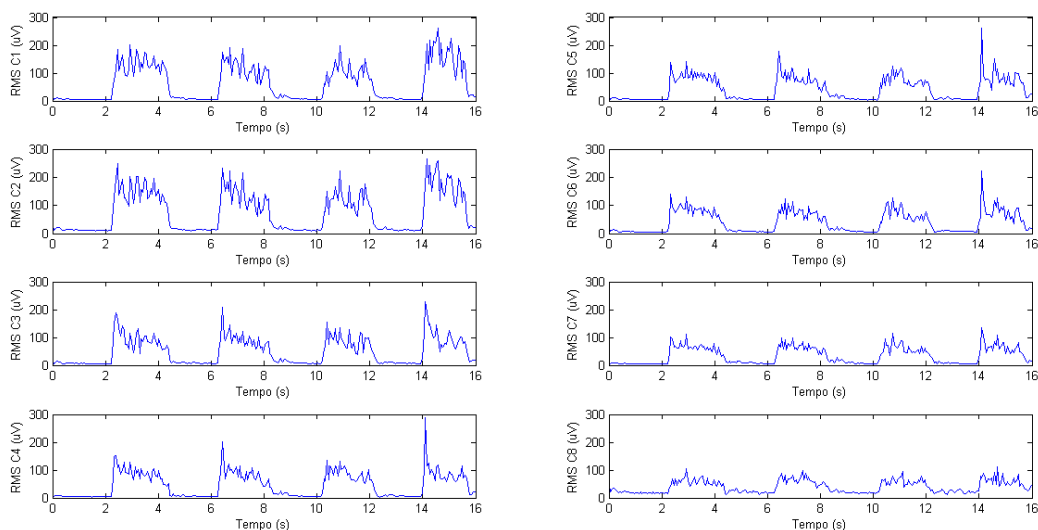 300
200
100
0
RMS C1 (uV)
0 2 4 6 8 10 12 14 16
Tempo (s)
300
200
100
0
RMS C2 (uV)
0 2 4 6 8 10 12 14 16
Tempo (s)
300
200
100
0
RMS C3 (uV)
0 2 4 6 8 10 12 14 16
Tempo (s)
300
200
100
0
RMS C4 (uV)
0 2 4 6 8 10 12 14 16
Tempo (s)
300
200
100
0
RMS C5 (uV)
0 2 4 6 8 10 12 14 16
Tempo (s)
300
200
100
0
RMS C6 (uV)
0 2 4 6 8 10 12 14 16
Tempo (s)
300
200
100
0
RMS C7 (uV)
0 2 4 6 8 10 12 14 16
Tempo (s)
300
200
100
0
RMS C8 (uV)
0 2 4 6 8 10 12 14 16
Tempo (s)